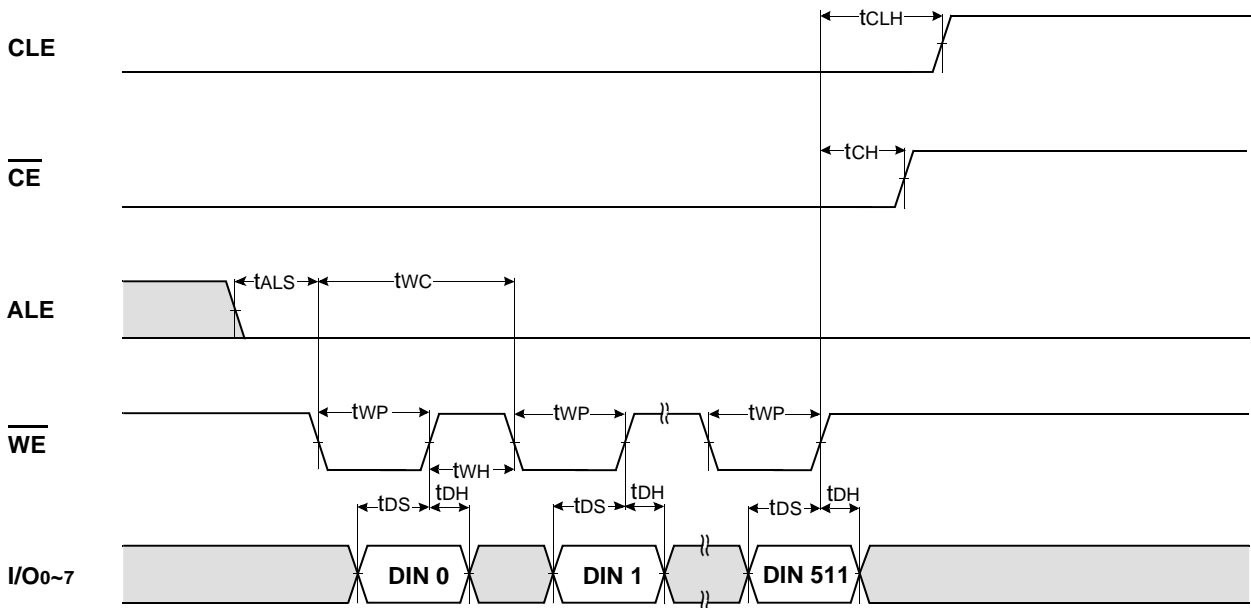 tCLH
CLE
tCH
CE
tALS
tWC
ALE
tWP
tWP
tWP
WE
tWH
tDS
tDH
tDS
tDH
tDS
tDH
I/O0~7
DIN 0
DIN 1
DIN 511